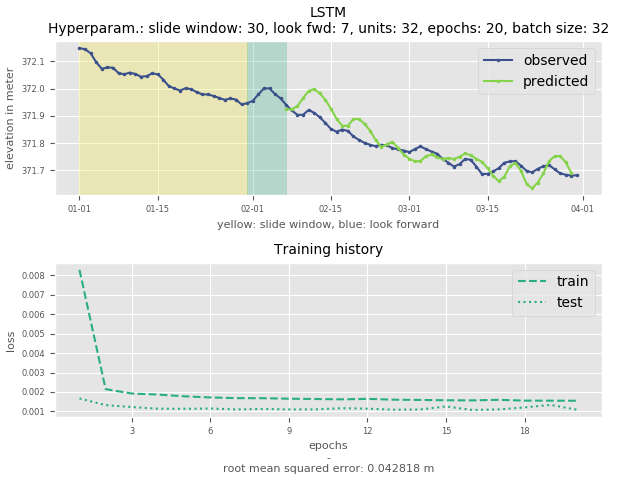 LSTM
Hyperparam.: slide window: 30, look fwd: 7, units: 32, epochs: 20, batch size: 32
observed
predicted
elevation in meter
372.1
372.0
371.9
371.8
371.7
01-01 01-15 02-01 02-15 03-01 03-15 04-01
yellow: slide window, blue: look forward
Training history
train
test
loss
0.008
0.007
0.006
0.005
0.004
0.003
0.002
0.001
3 6 9 12 15 18
epochs
-
root mean squared error: 0.042818 m